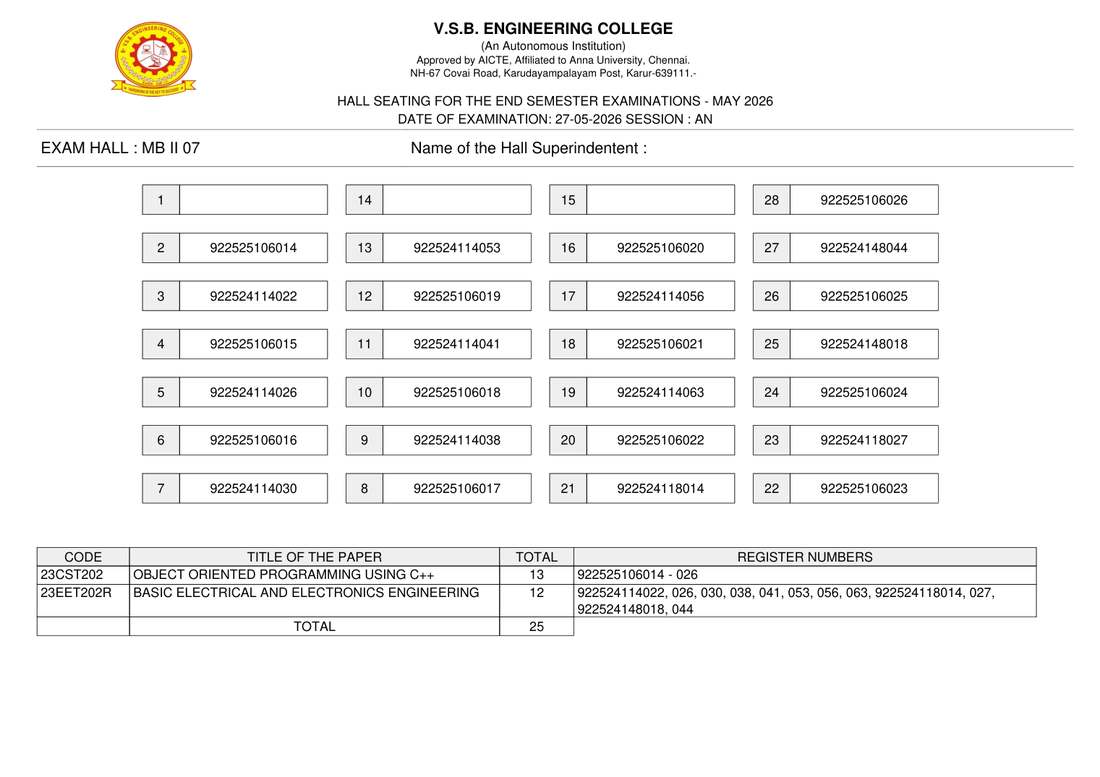 V.S.B. ENGINEERING COLLEGE
(An Autonomous Institution)
Approved by AICTE, Affiliated to Anna University, Chennai.
NH-67 Covai Road, Karudayampalayam Post, Karur-639111.-
HALL SEATING FOR THE END SEMESTER EXAMINATIONS - MAY 2026
DATE OF EXAMINATION: 27-05-2026 SESSION : AN
EXAM HALL : MB II 07 Name of the Hall Superindentent :
1 14 15 28 922525106026
2 922525106014 13 922524114053 16 922525106020 27 922524148044
3 922524114022 12 922525106019 17 922524114056 26 922525106025
4 922525106015 11 922524114041 18 922525106021 25 922524148018
5 922524114026 10 922525106018 19 922524114063 24 922525106024
6 922525106016 9 922524114038 20 922525106022 23 922524118027
7 922524114030 8 922525106017 21 922524118014 22 922525106023
CODE TITLE OF THE PAPER TOTAL REGISTER NUMBERS
23CST202 OBJECT ORIENTED PROGRAMMING USING C++ 13 922525106014 - 026
23EET202R BASIC ELECTRICAL AND ELECTRONICS ENGINEERING 12 922524114022, 026, 030, 038, 041, 053, 056, 063, 922524118014, 027,
922524148018, 044
TOTAL 25